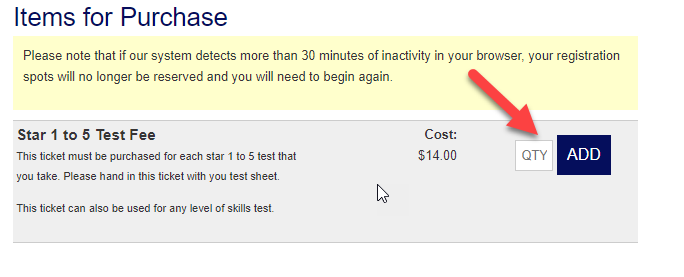 Items for Purchase
Please note that if our system detects more than 30 minutes of inactivity in your browser, your registration
spots will no longer be reserved and you will need to begin again.
Star 1 to 5 Test Fee
Cost:
This ticket must be purchased for each star 1 to 5 test that
$14.00
QTY
ADD
you take. Please hand in this ticket with you test sheet.
This ticket can also be used for any level of skills test.